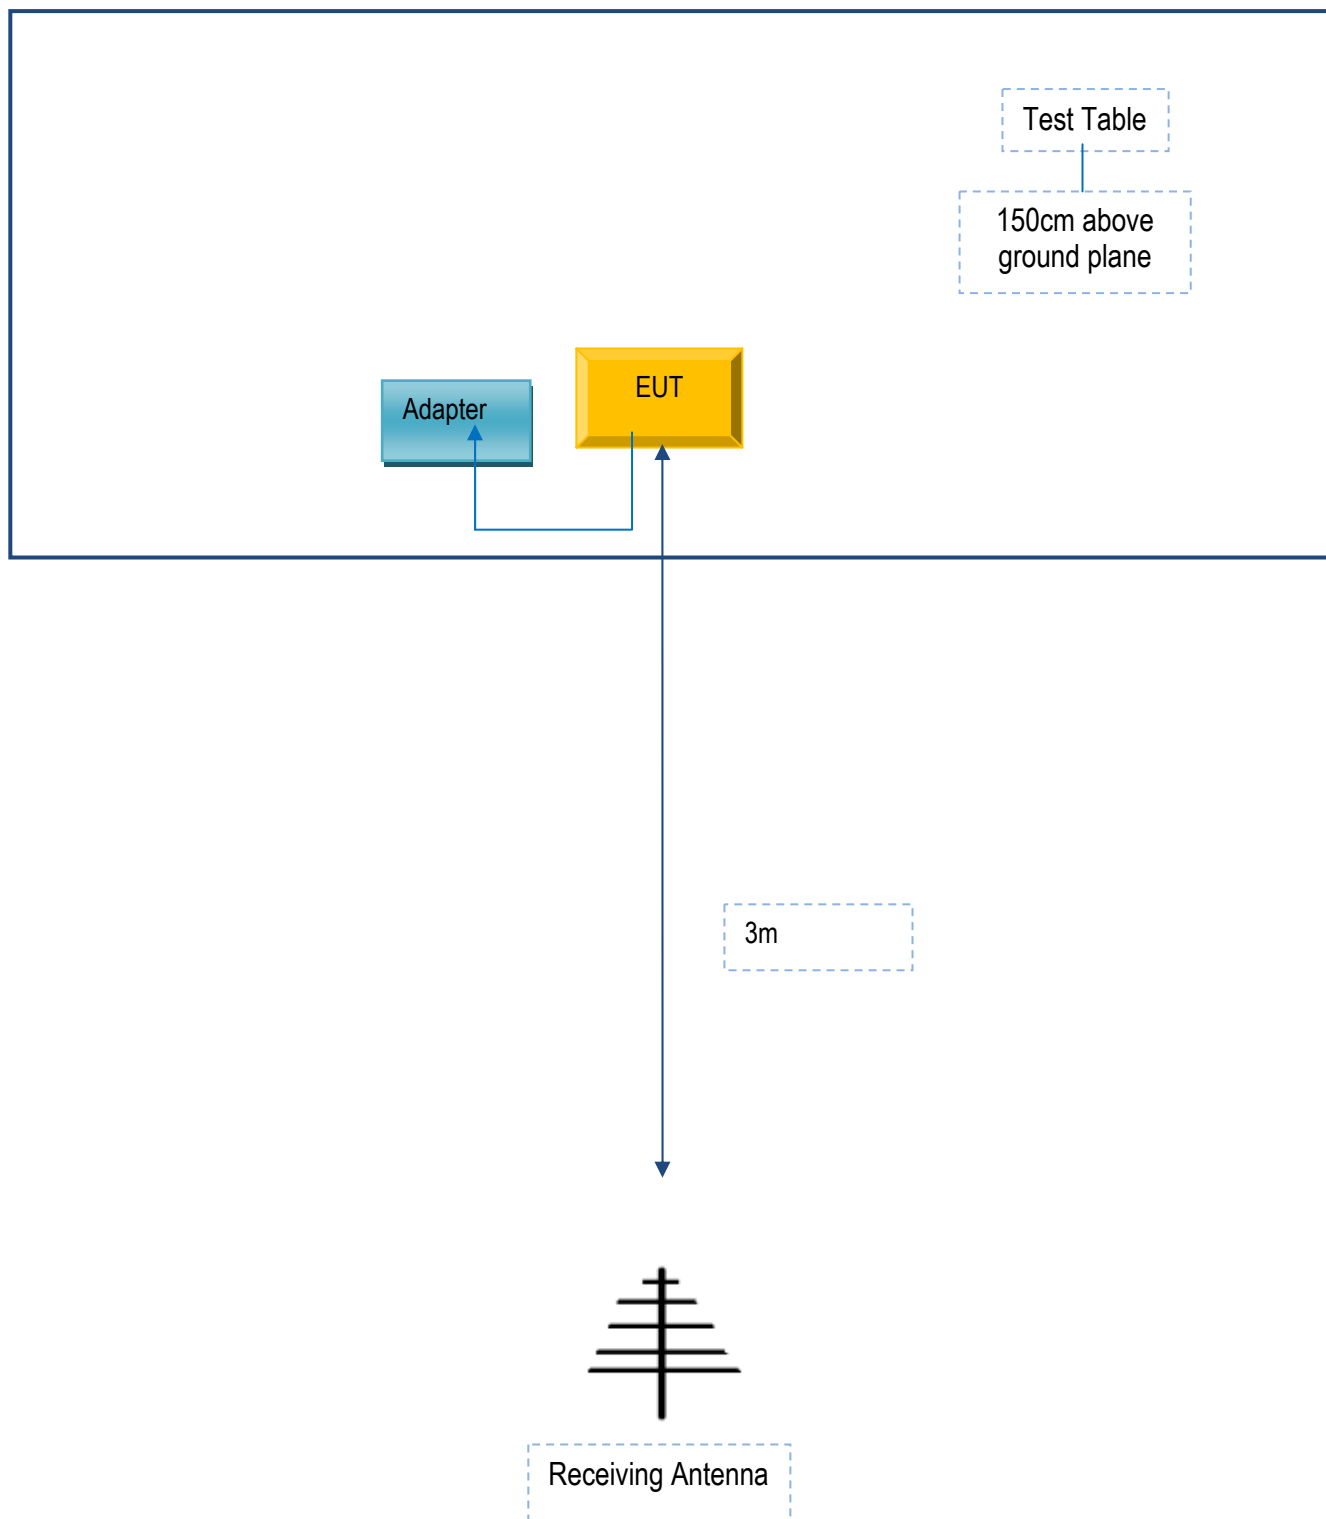 Test Table
150cm above
ground plane
EUT
Adapter
3m
Receiving Antenna